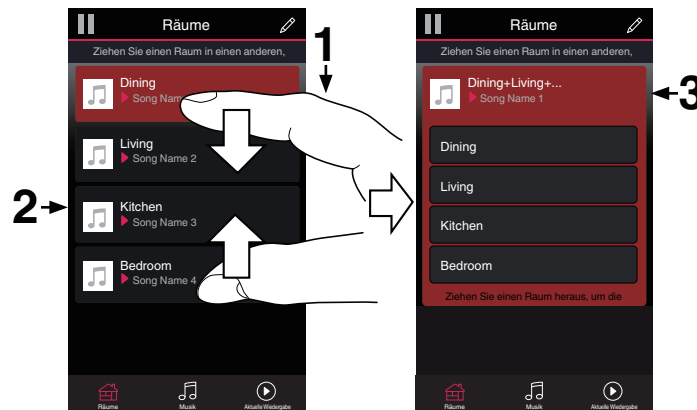 Räume
Ziehen Sie einen Raum in einen anderen,
1
Dining
Song Nam
Living
Song Name 2
2
Kitchen
Song Name 3
Bedroom
Song Name 4
Räume
Musik
Aktuelle Wiedergabe
Räume
Ziehen Sie einen Raum in einen anderen,
Dining+Living+...
Song Name 1
3
Dining
Living
Kitchen
Bedroom
Ziehen Sie einen Raum heraus, um die
Räume
Musik
Aktuelle Wiedergabe